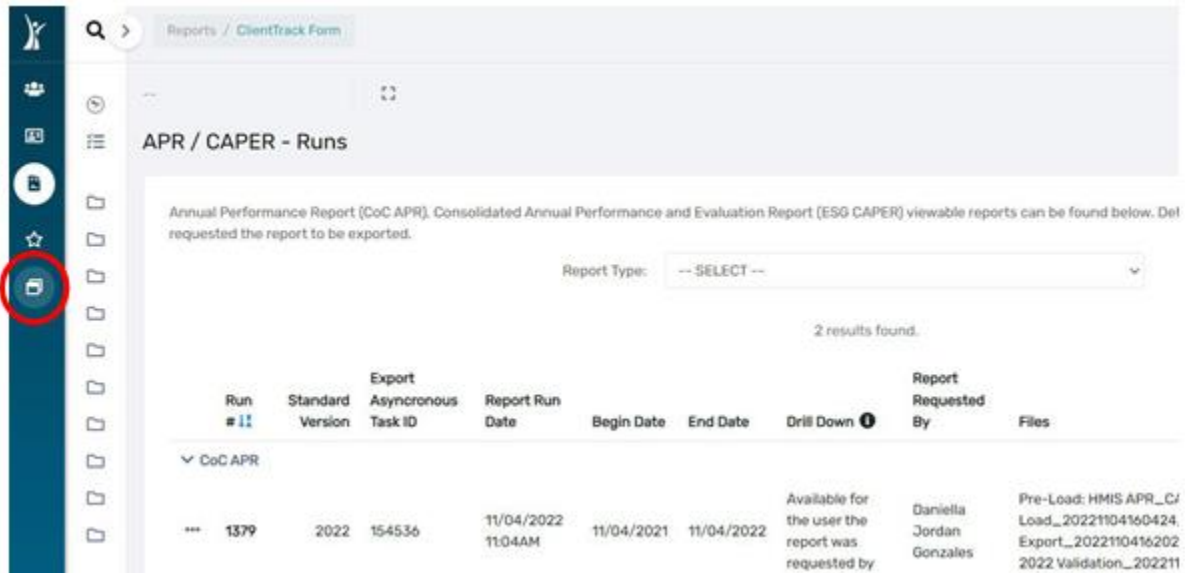 Reports / ClientTrack Form
--
APR / CAPER - Runs
Annual Performance Report (CoC APR). Consolidated Annual Performance and Evaluation Report (ESG CAPER) viewable reports can be found below.
requested the report to be exported.
Report Type: -- SELECT --
2 results found.
Run # Standard Version Export Asyncronous Task ID Report Run Date Begin Date End Date Drill Down Report Requested By Files
CoC APR
1379 2022 154536 11/04/2022 11:04AM 11/04/2021 11/04/2022 Available for the user the report was requested by Daniella Jordan Gonzales Pre-Load: HMIS APR_CA
Load_20221104160424
Export_2022110416202
2022 Validation_202211